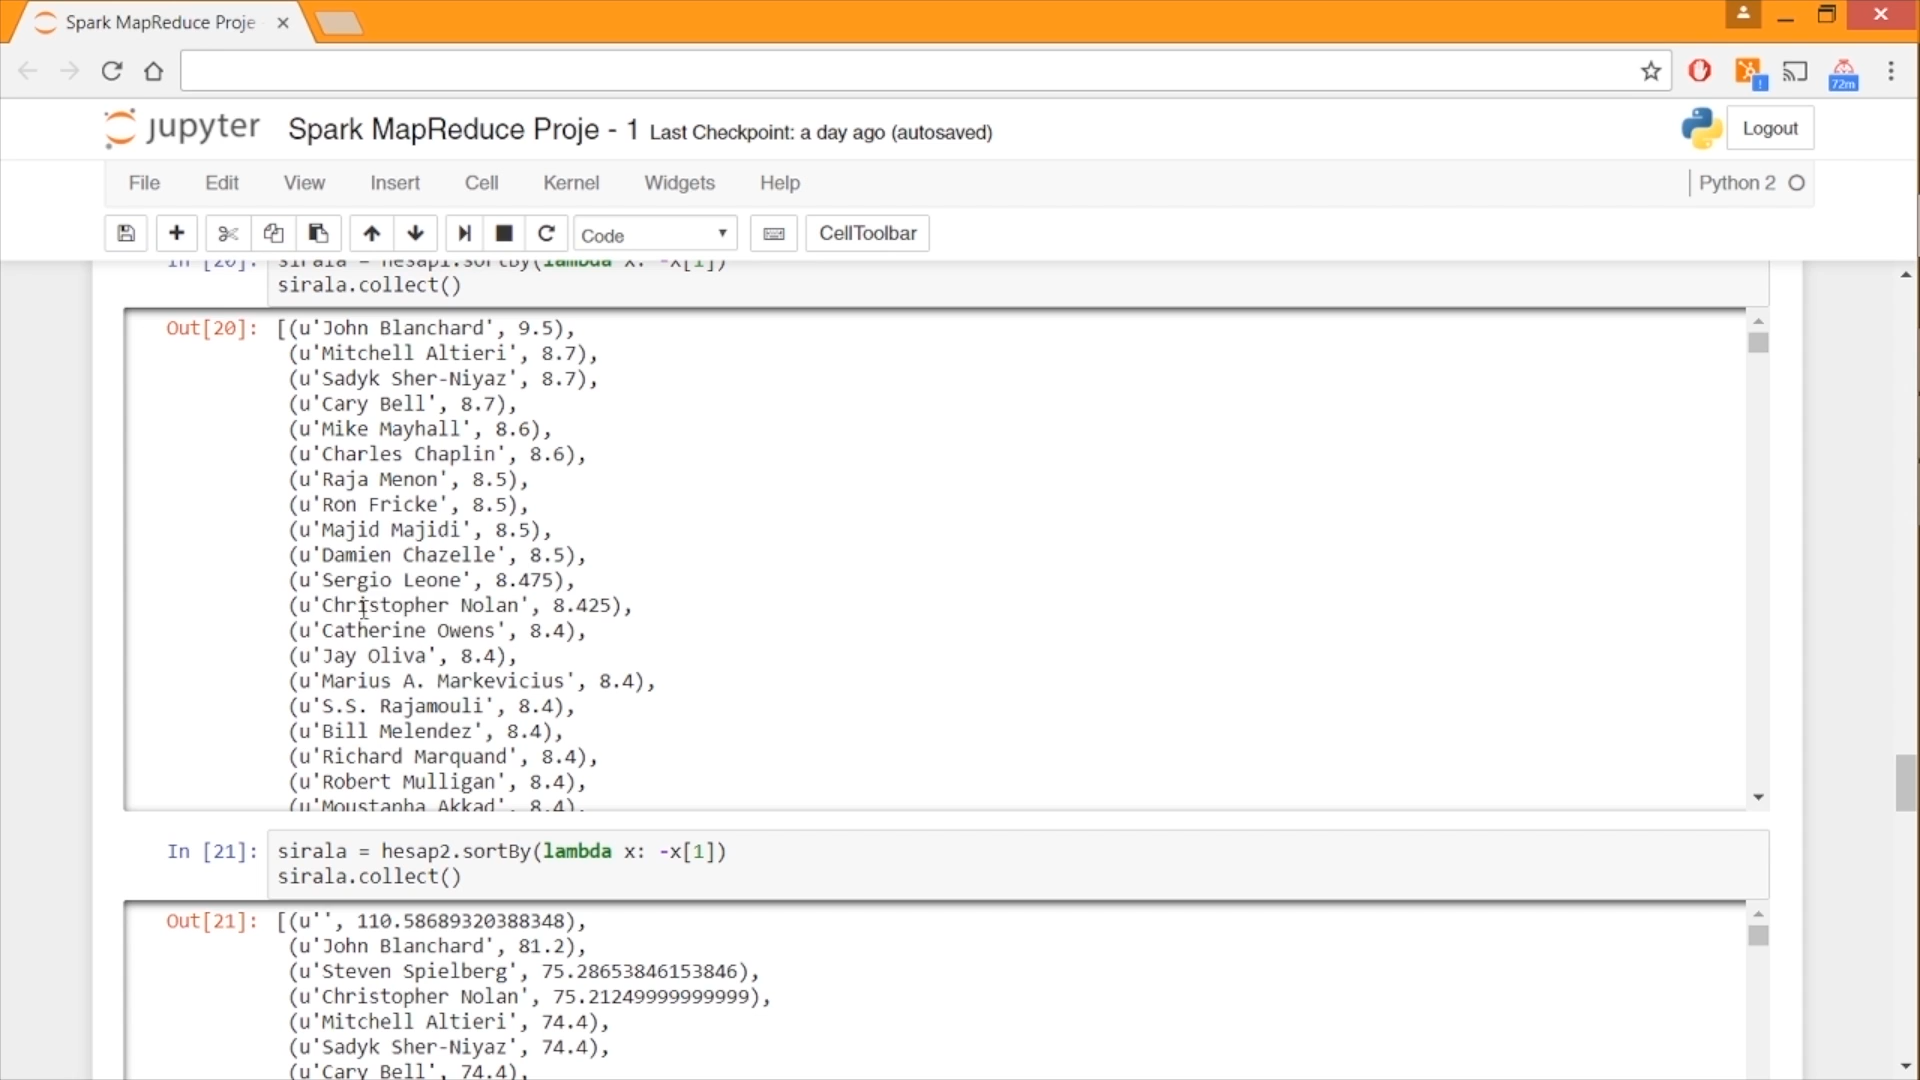 Spark MapReduce Proje
72m
jupyter Spark MapReduce Proje - 1 Last Checkpoint: a day ago (autosaved)
Logout
File Edit View Insert Cell Kernel Widgets Help
Python 2
Code
CellToolbar
In [20]: sirala = hesap1.sortBy(lambda x: -x[1])
sirala.collect()
Out[20]: [(u'John Blanchard', 9.5),
(u'Mitchell Altieri', 8.7),
(u'Sadyk Sher-Niyaz', 8.7),
(u'Cary Bell', 8.7),
(u'Mike Mayhall', 8.6),
(u'Charles Chaplin', 8.6),
(u'Raja Menon', 8.5),
(u'Ron Fricke', 8.5),
(u'Majid Majidi', 8.5),
(u'Damien Chazelle', 8.5),
(u'Sergio Leone', 8.475),
(u'Christopher Nolan', 8.425),
(u'Catherine Owens', 8.4),
(u'Jay Oliva', 8.4),
(u'Marius A. Markevicius', 8.4),
(u'S.S. Rajamouli', 8.4),
(u'Bill Melendez', 8.4),
(u'Richard Marquand', 8.4),
(u'Robert Mulligan', 8.4),
(u'Moustapha Akkad', 8.4),
In [21]: sirala = hesap2.sortBy(lambda x: -x[1])
sirala.collect()
Out[21]: [(u'', 110.58689320388348),
(u'John Blanchard', 81.2),
(u'Steven Spielberg', 75.28653846153846),
(u'Christopher Nolan', 75.21249999999999),
(u'Mitchell Altieri', 74.4),
(u'Sadyk Sher-Niyaz', 74.4),
(u'Cary Bell', 74.4),